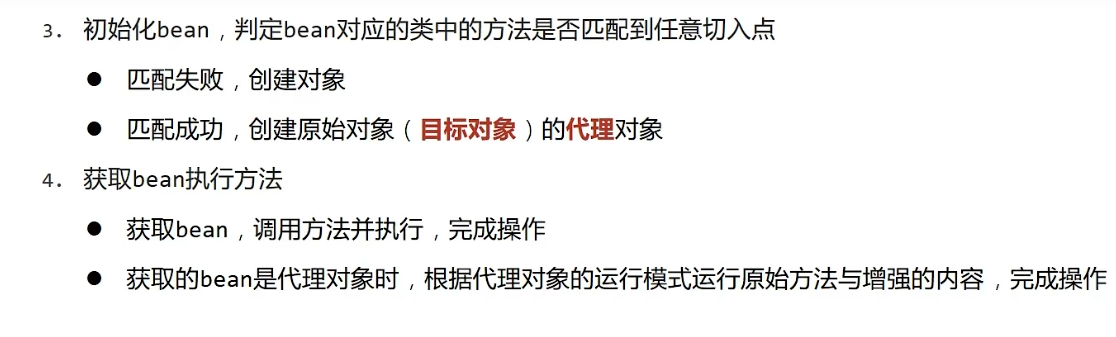 3. 初始化bean，判定bean对应的类中的方法是否匹配到任意切入点
● 匹配失败，创建对象
● 匹配成功，创建原始对象（目标对象）的代理对象
4. 获取bean执行方法
● 获取bean，调用方法并执行，完成操作
● 获取的bean是代理对象时，根据代理对象的运行模式运行原始方法与增强的内容，完成操作